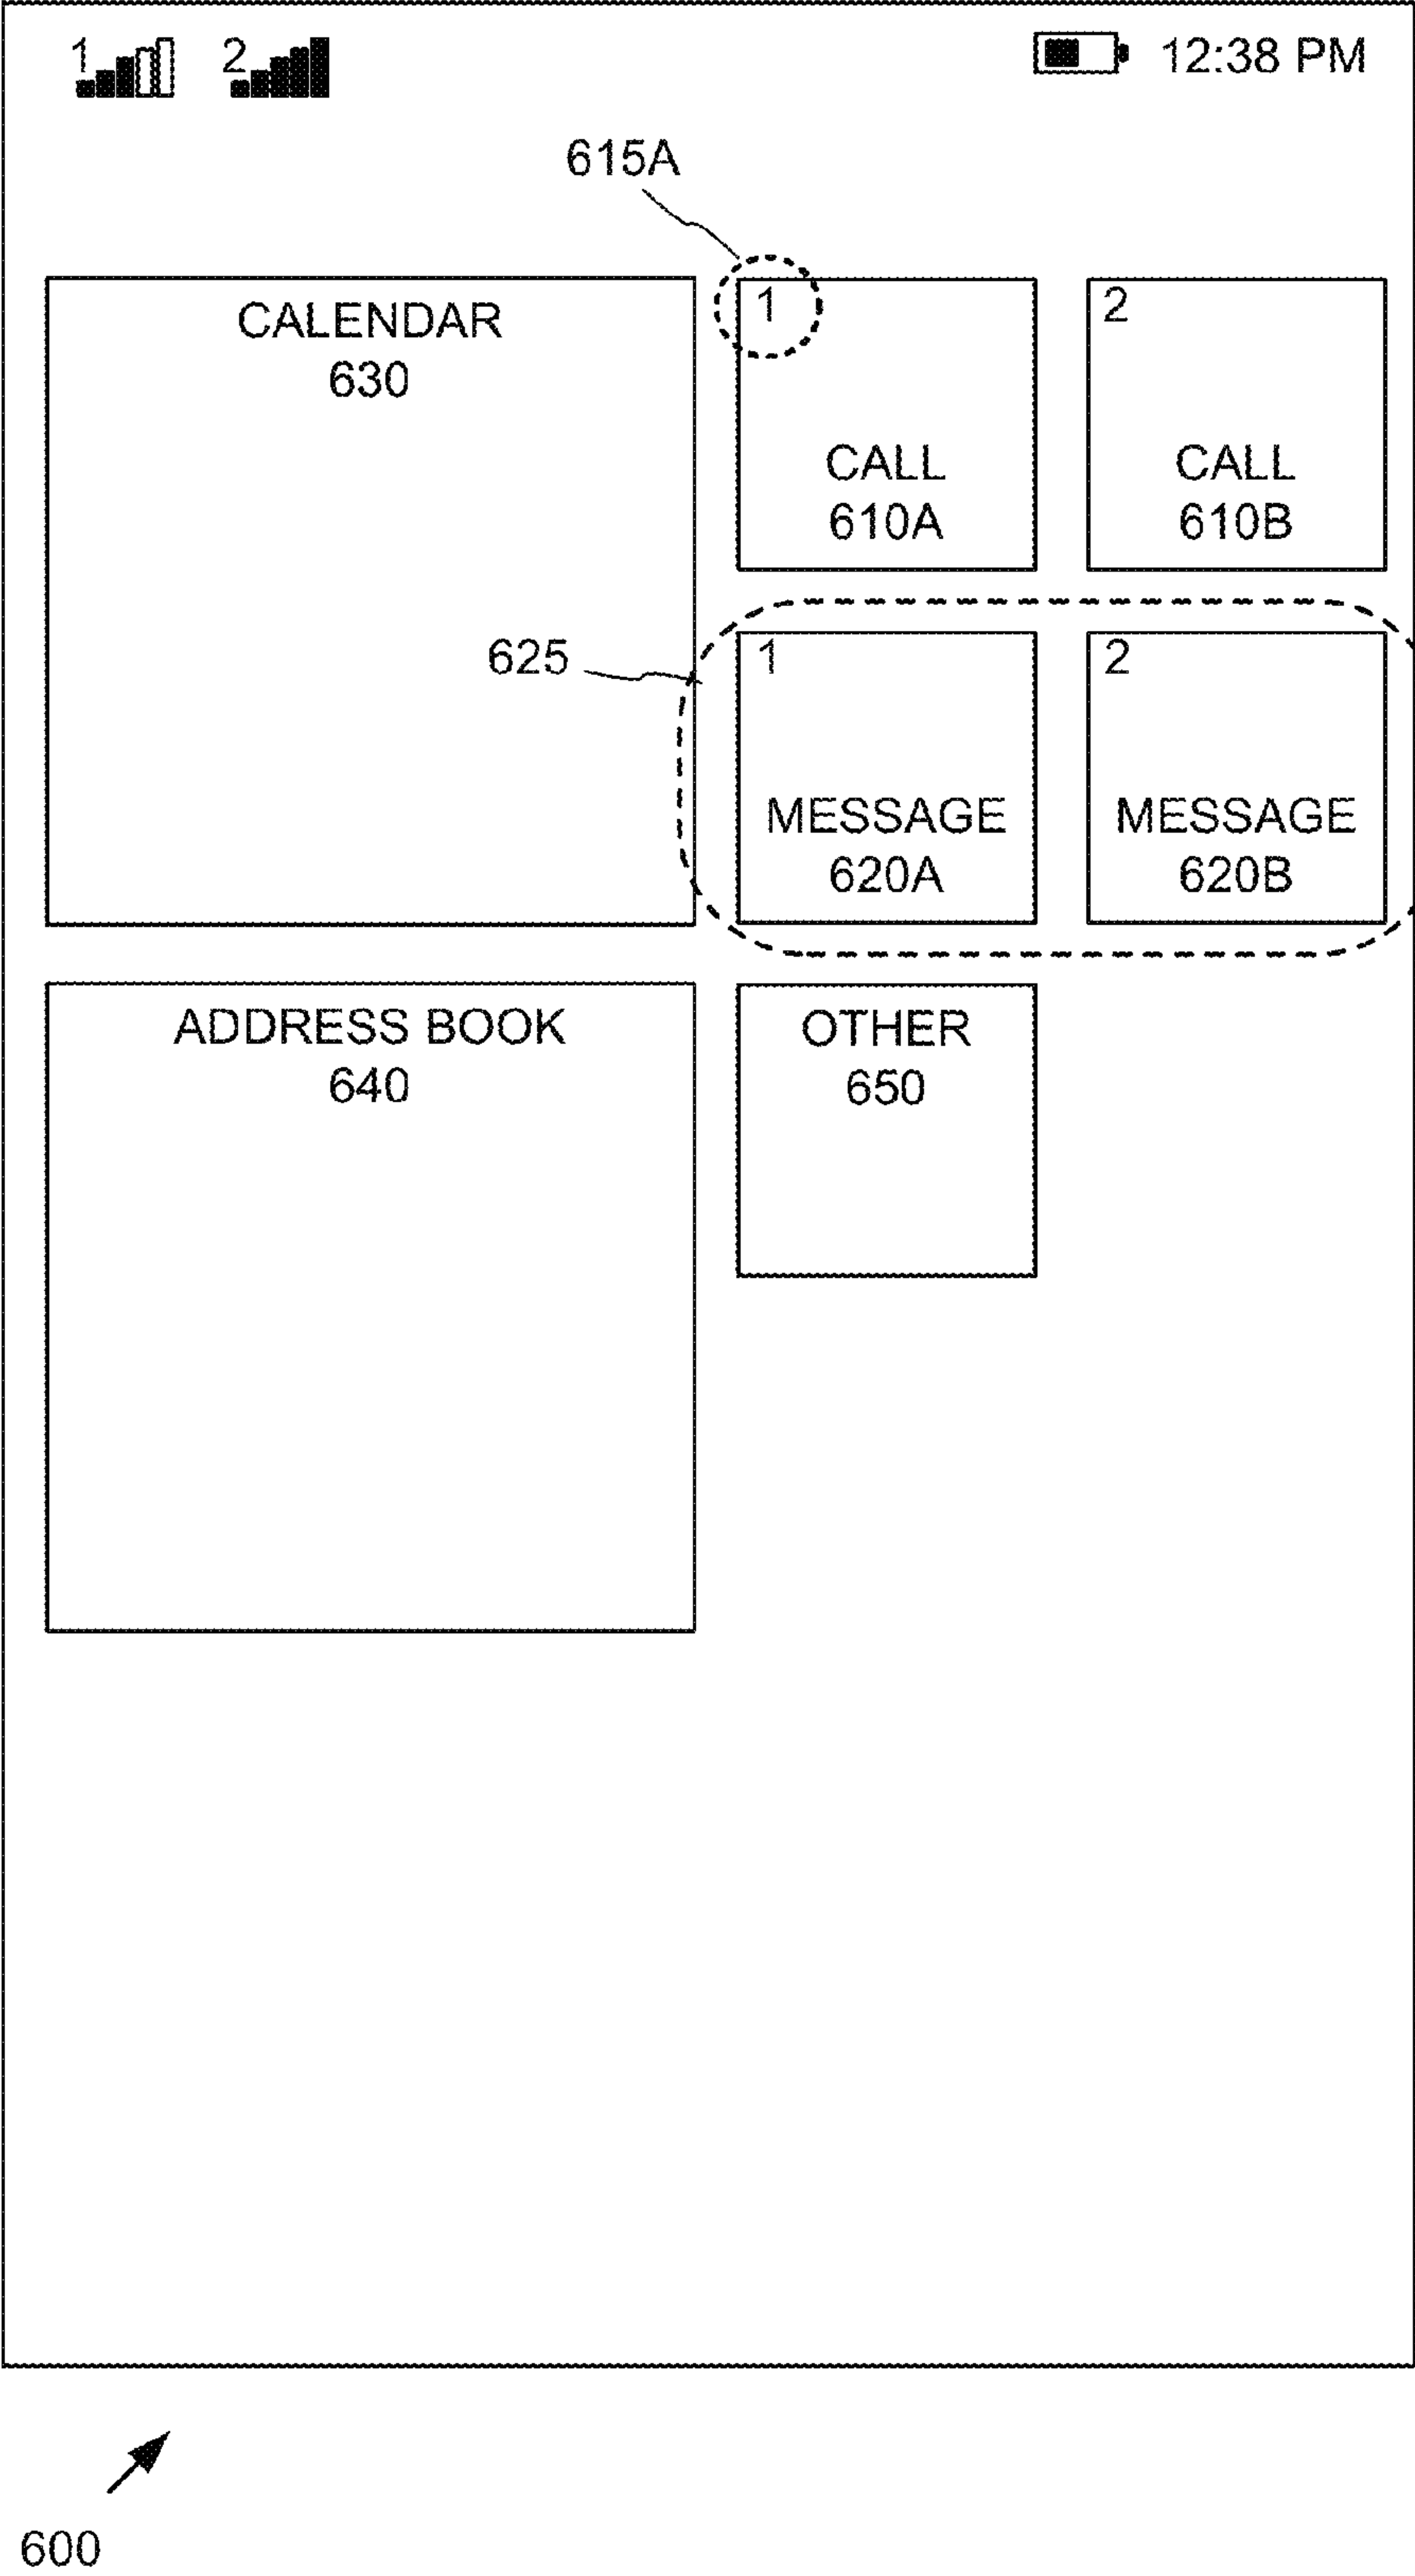 1 2 12:38 PM
615A
CALENDAR
630
1
CALL
610A
2
CALL
610B
625
1
MESSAGE
620A
2
MESSAGE
620B
ADDRESS BOOK
640
OTHER
650
600